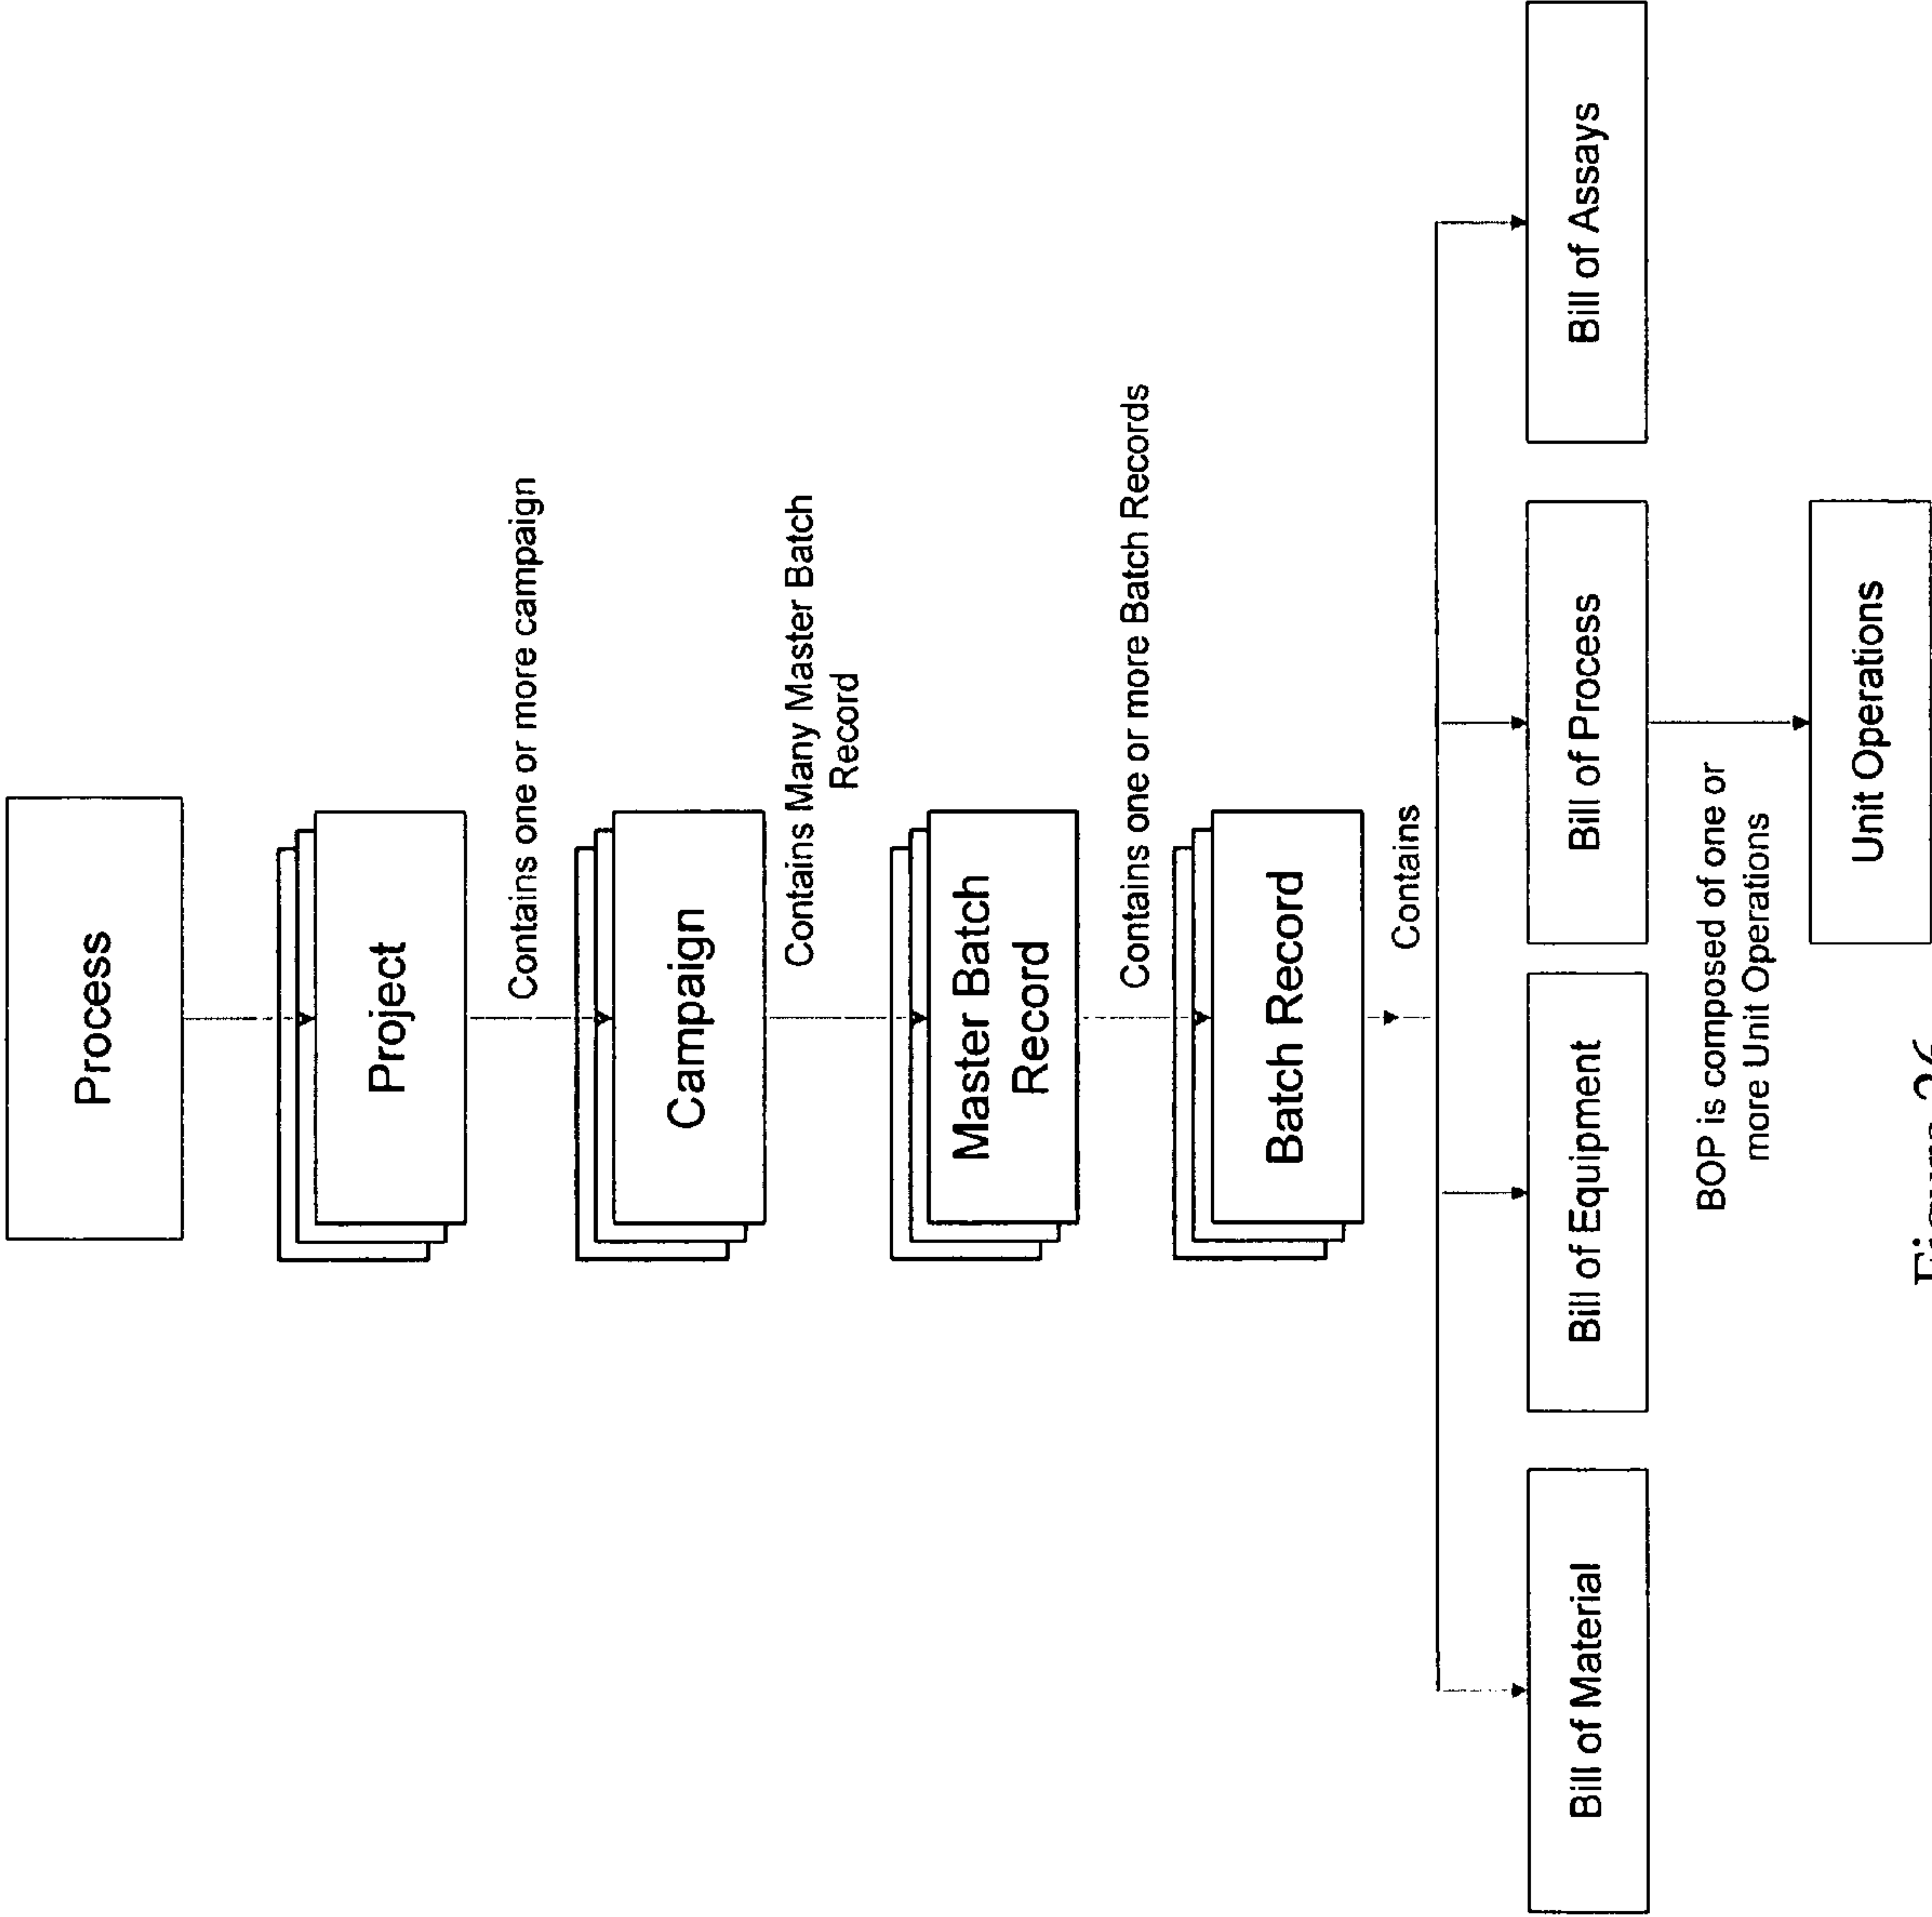 Process
Project
Contains one or more campaign
Campaign
Contains Many Master Batch
Record
Master Batch
Record
Contains one or more Batch Records
Batch Record
Contains
Bill of Material
Bill of Equipment
Bill of Process
Bill of Assays
BOP is composed of one or
more Unit Operations
Unit Operations
Figure 26